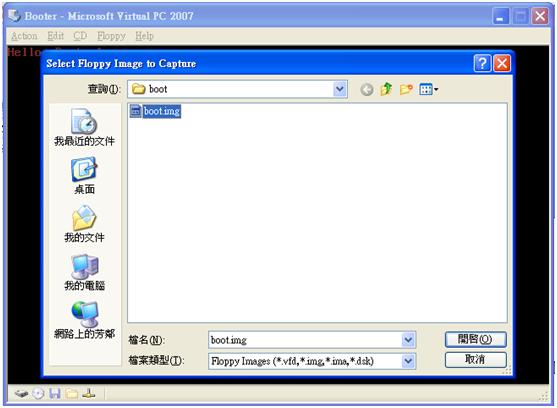 Booter - Microsoft Virtual PC 2007
Action Edit CD Floppy Help
Select Floppy Image to Capture
查詢(I):
boot
boot.img
我最近的文件
桌面
我的文件
我的電腦
網路上的芳鄰
檔名(N):
boot.img
開啓(O)
檔案類型(T):
Floppy Images (*.vfd,*.img,*.ima,*.dsk)
取消